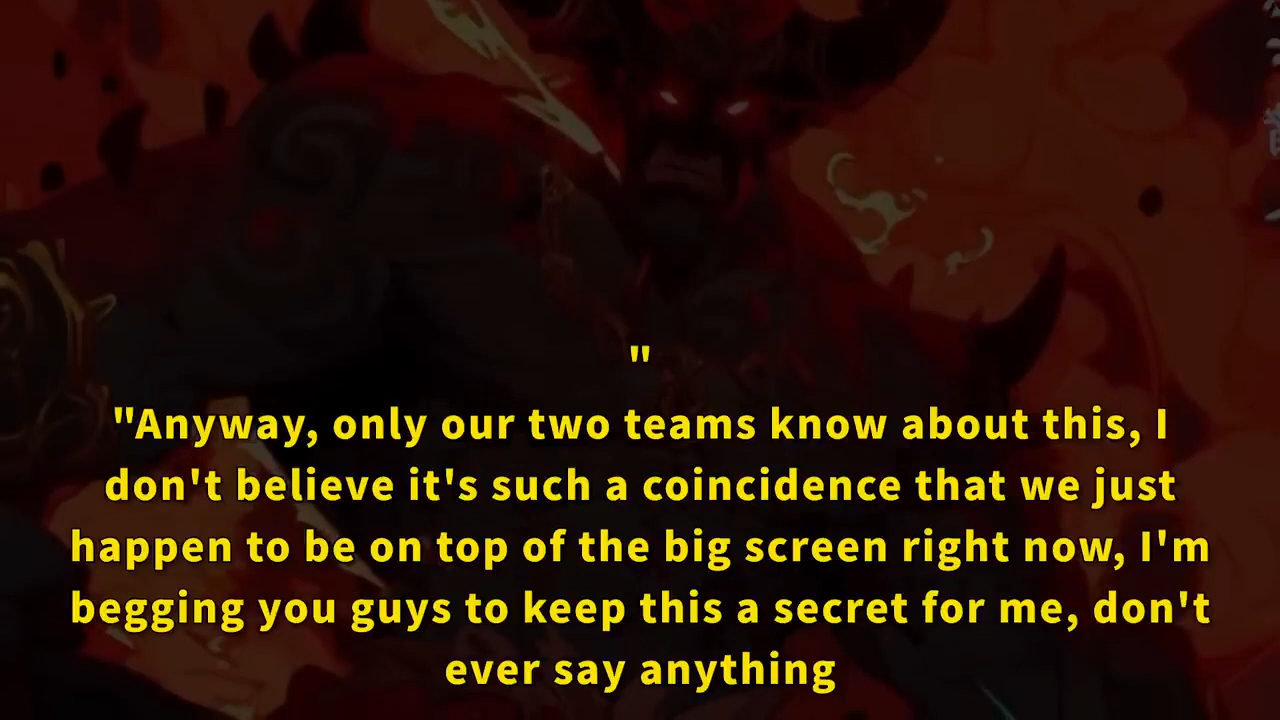 "
"Anyway, only our two teams know about this, I
don't believe it's such a coincidence that we just
happen to be on top of the big screen right now, I'm
begging you guys to keep this a secret for me, don't
ever say anything